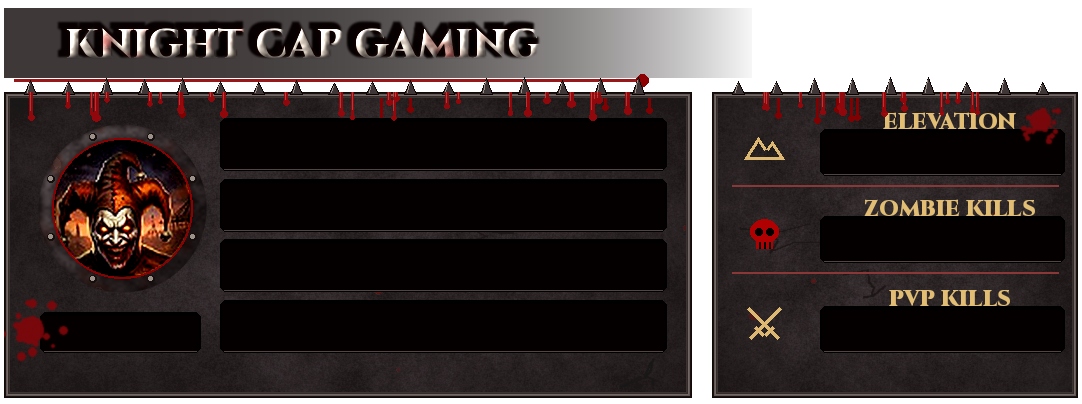 KNIGHT CAP GAMING
ELEVATION
ZOMBIE KILLS
PVP KILLS